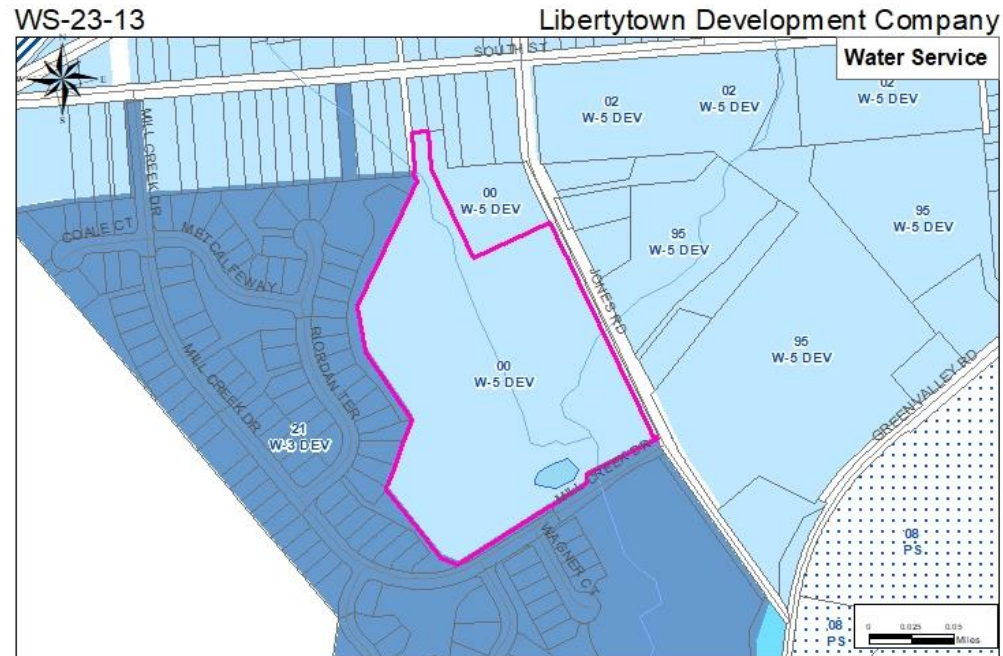 WS-23-13
Libertytown Development Company
Water Service
N
E
S
SOUTH ST
02
W-5 DEV
02
W-5 DEV
02
W-5 DEV
MILL CREEK DR
00
W-5 DEV
COALE CT
METCALFE WAY
95
W-5 DEV
95
W-5 DEV
JONES RD
RIORDAN TER
MILL CREEK DR
00
W-5 DEV
95
W-5 DEV
GREEN VALLEY RD
21
W-3 DEV
MILL CREEK DR
WAGNER CT
08
PS
08
PS
0 0.025 0.05
Miles